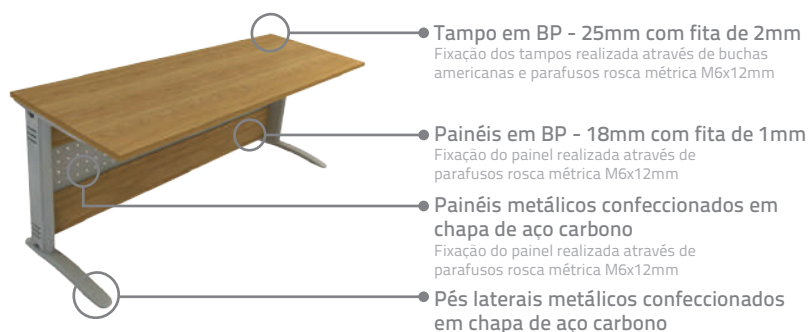 Tampo em BP - 25mm com fita de 2mm
Fixação dos tampos realizada através de buchas
americanas e parafusos rosca métrica M6x12mm
Painéis em BP - 18mm com fita de 1mm
Fixação do painel realizada através de
parafusos rosca métrica M6x12mm
Painéis metálicos confeccionados em
chapa de aço carbono
Fixação do painel realizada através de
parafusos rosca métrica M6x12mm
Pés laterais metálicos confeccionados
em chapa de aço carbono